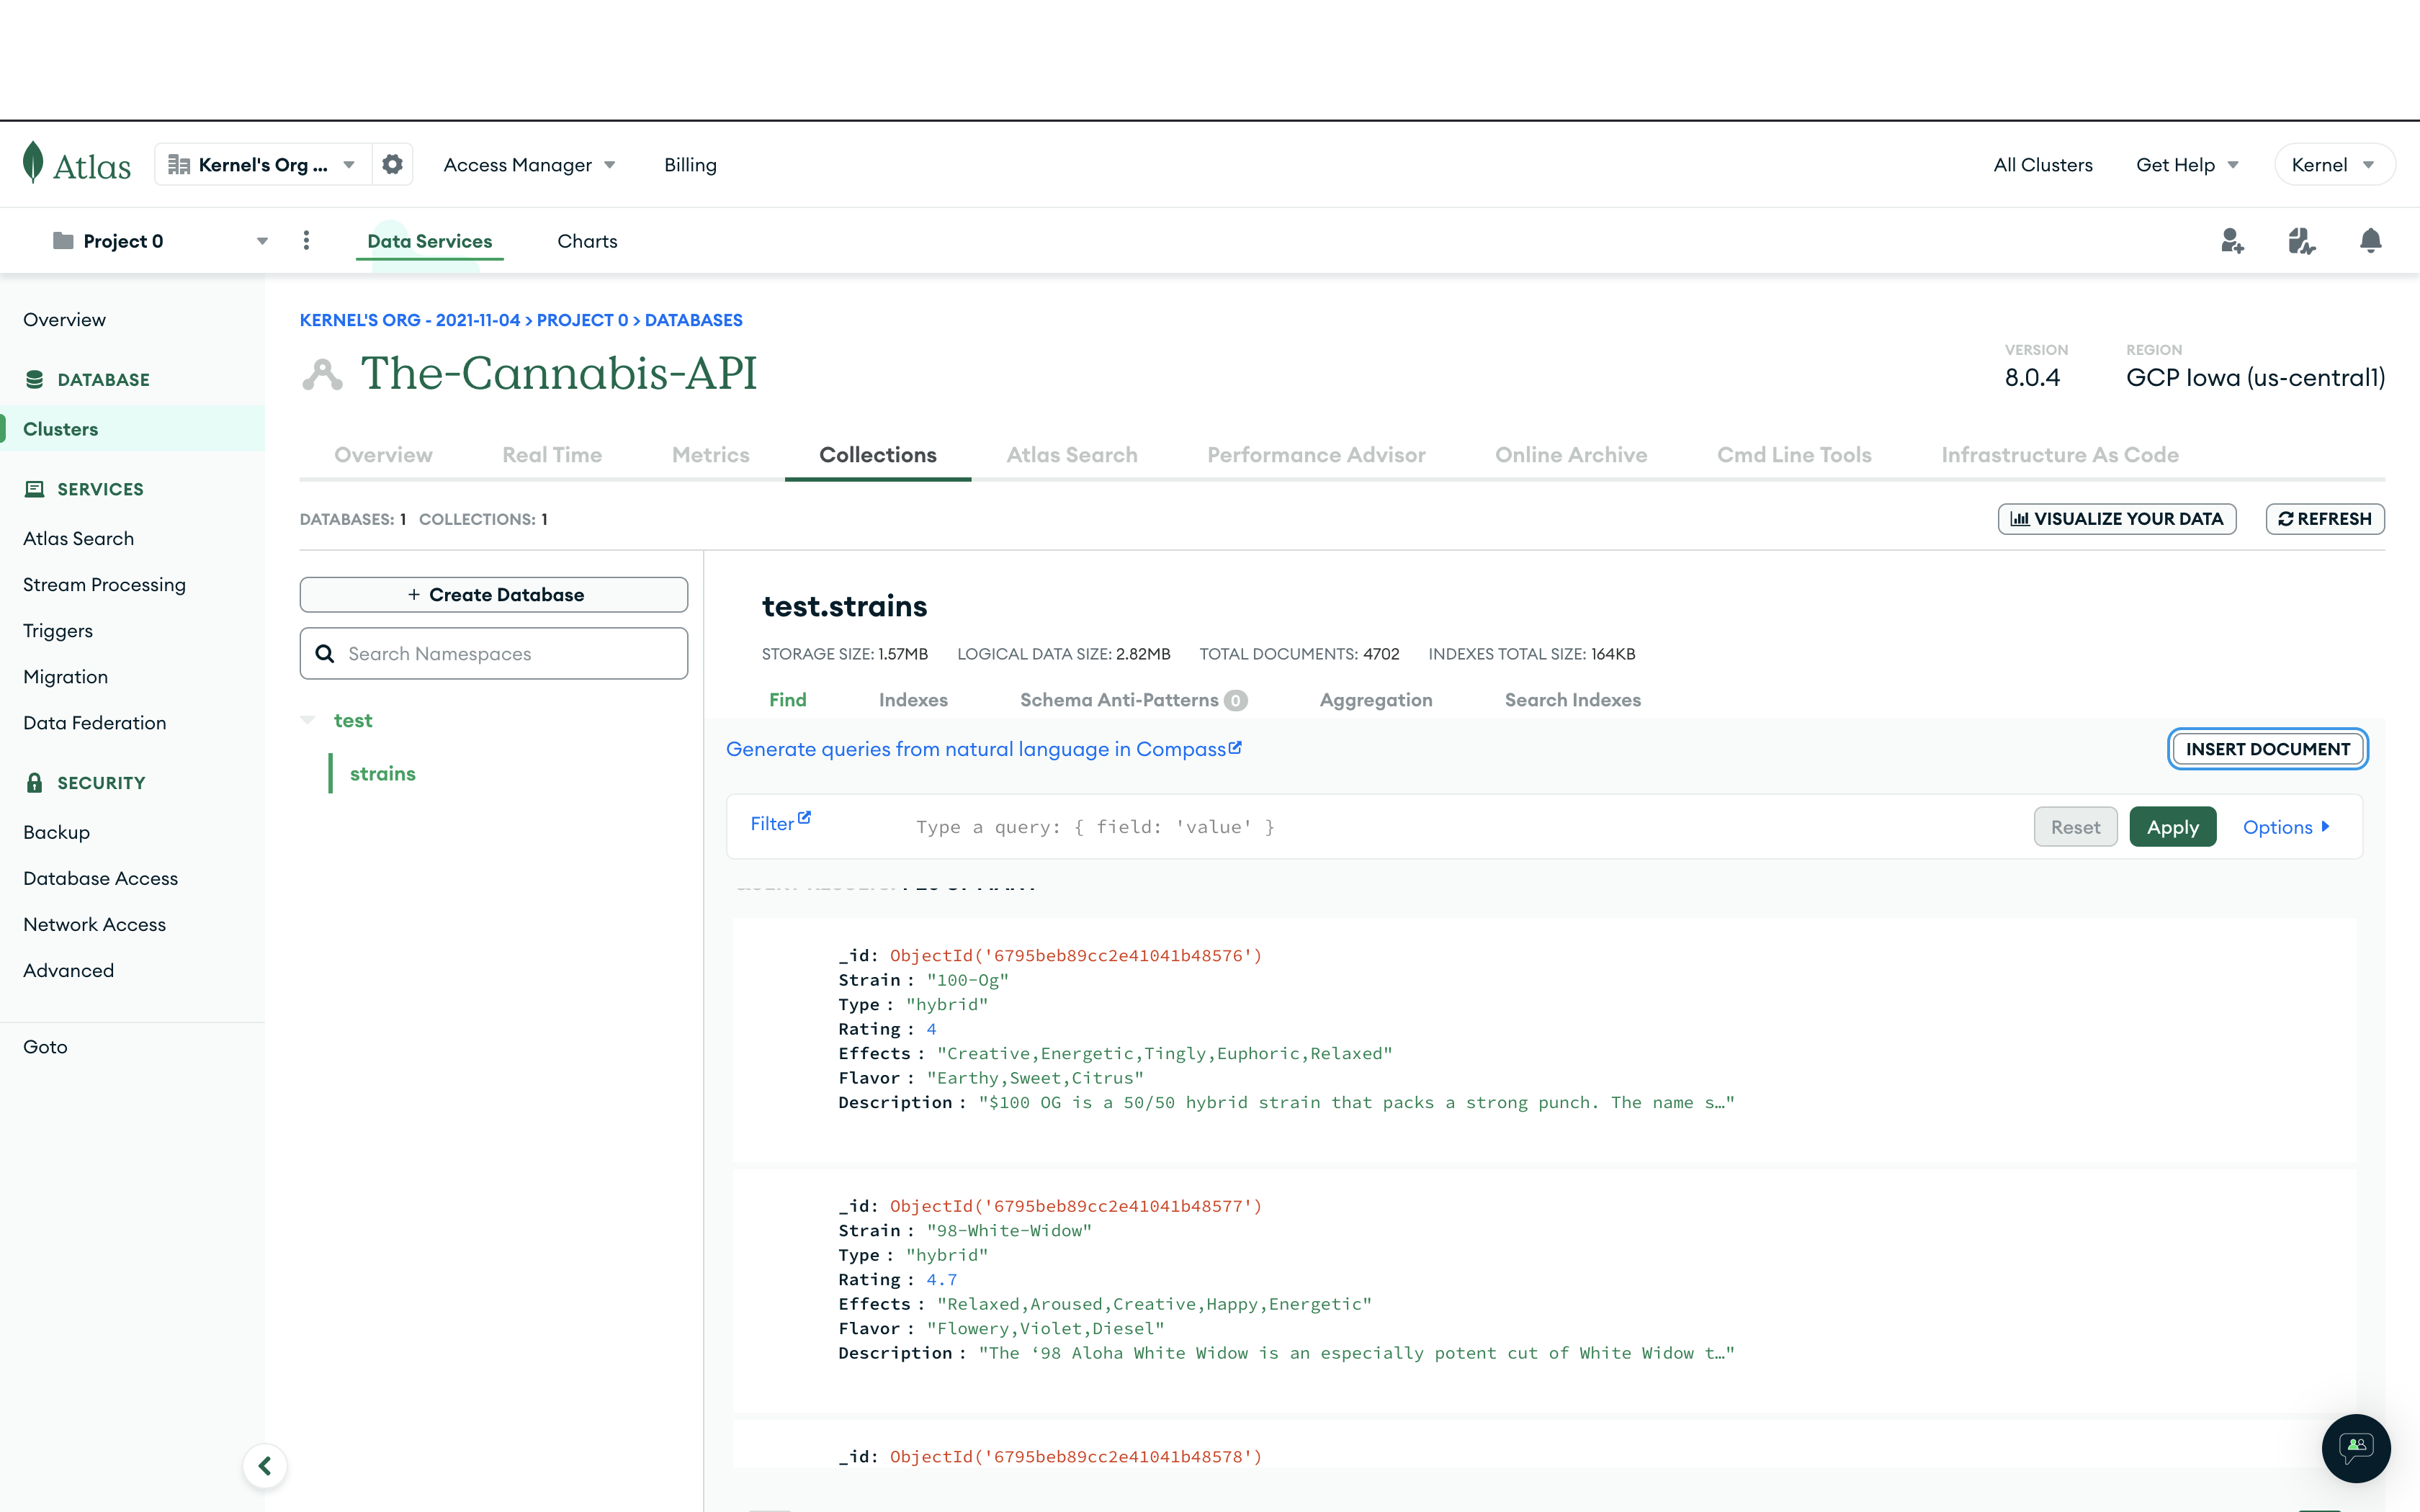 Atlas
Kernel's Org ...
Access Manager
Billing
All Clusters
Get Help
Kernel
Project 0
Data Services
Charts
Overview
DATABASE
Clusters
SERVICES
Atlas Search
Stream Processing
Triggers
Migration
Data Federation
SECURITY
Backup
Database Access
Network Access
Advanced
Goto
KERNEL'S ORG - 2021-11-04 > PROJECT 0 > DATABASES
The-Cannabis-API
VERSION
8.0.4
REGION
GCP Iowa (us-central1)
Overview
Real Time
Metrics
Collections
Atlas Search
Performance Advisor
Online Archive
Cmd Line Tools
Infrastructure As Code
DATABASES: 1 COLLECTIONS: 1
VISUALIZE YOUR DATA
REFRESH
+ Create Database
Search Namespaces
test
strains
test.strains
STORAGE SIZE: 1.57MB LOGICAL DATA SIZE: 2.82MB TOTAL DOCUMENTS: 4702 INDEXES TOTAL SIZE: 164KB
Find
Indexes
Schema Anti-Patterns 0
Aggregation
Search Indexes
Generate queries from natural language in Compass
INSERT DOCUMENT
Filter
Type a query: { field: 'value' }
Reset
Apply
Options
_id: ObjectId('6795beb89cc2e41041b48576')
Strain : "100-Og"
Type : "hybrid"
Rating : 4
Effects : "Creative,Energetic,Tingly,Euphoric,Relaxed"
Flavor : "Earthy,Sweet,Citrus"
Description : "$100 OG is a 50/50 hybrid strain that packs a strong punch. The name s…"
_id: ObjectId('6795beb89cc2e41041b48577')
Strain : "98-White-Widow"
Type : "hybrid"
Rating : 4.7
Effects : "Relaxed,Aroused,Creative,Happy,Energetic"
Flavor : "Flowery,Violet,Diesel"
Description : "The ‘98 Aloha White Widow is an especially potent cut of White Widow t…"
_id: ObjectId('6795beb89cc2e41041b48578')